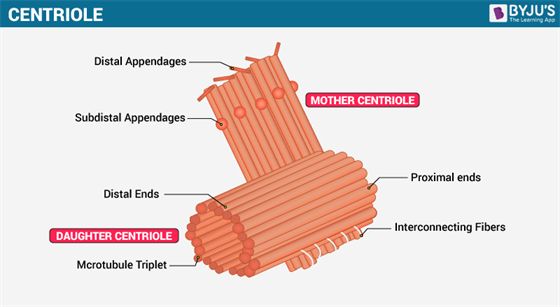 CENTRIOLE
BYJU'S
The Learning App
Distal Appendages
MOTHER CENTRIOLE
Subdistal Appendages
Proximal ends
Distal Ends
Interconnecting Fibers
DAUGHTER CENTRIOLE
Mcrotubule Triplet